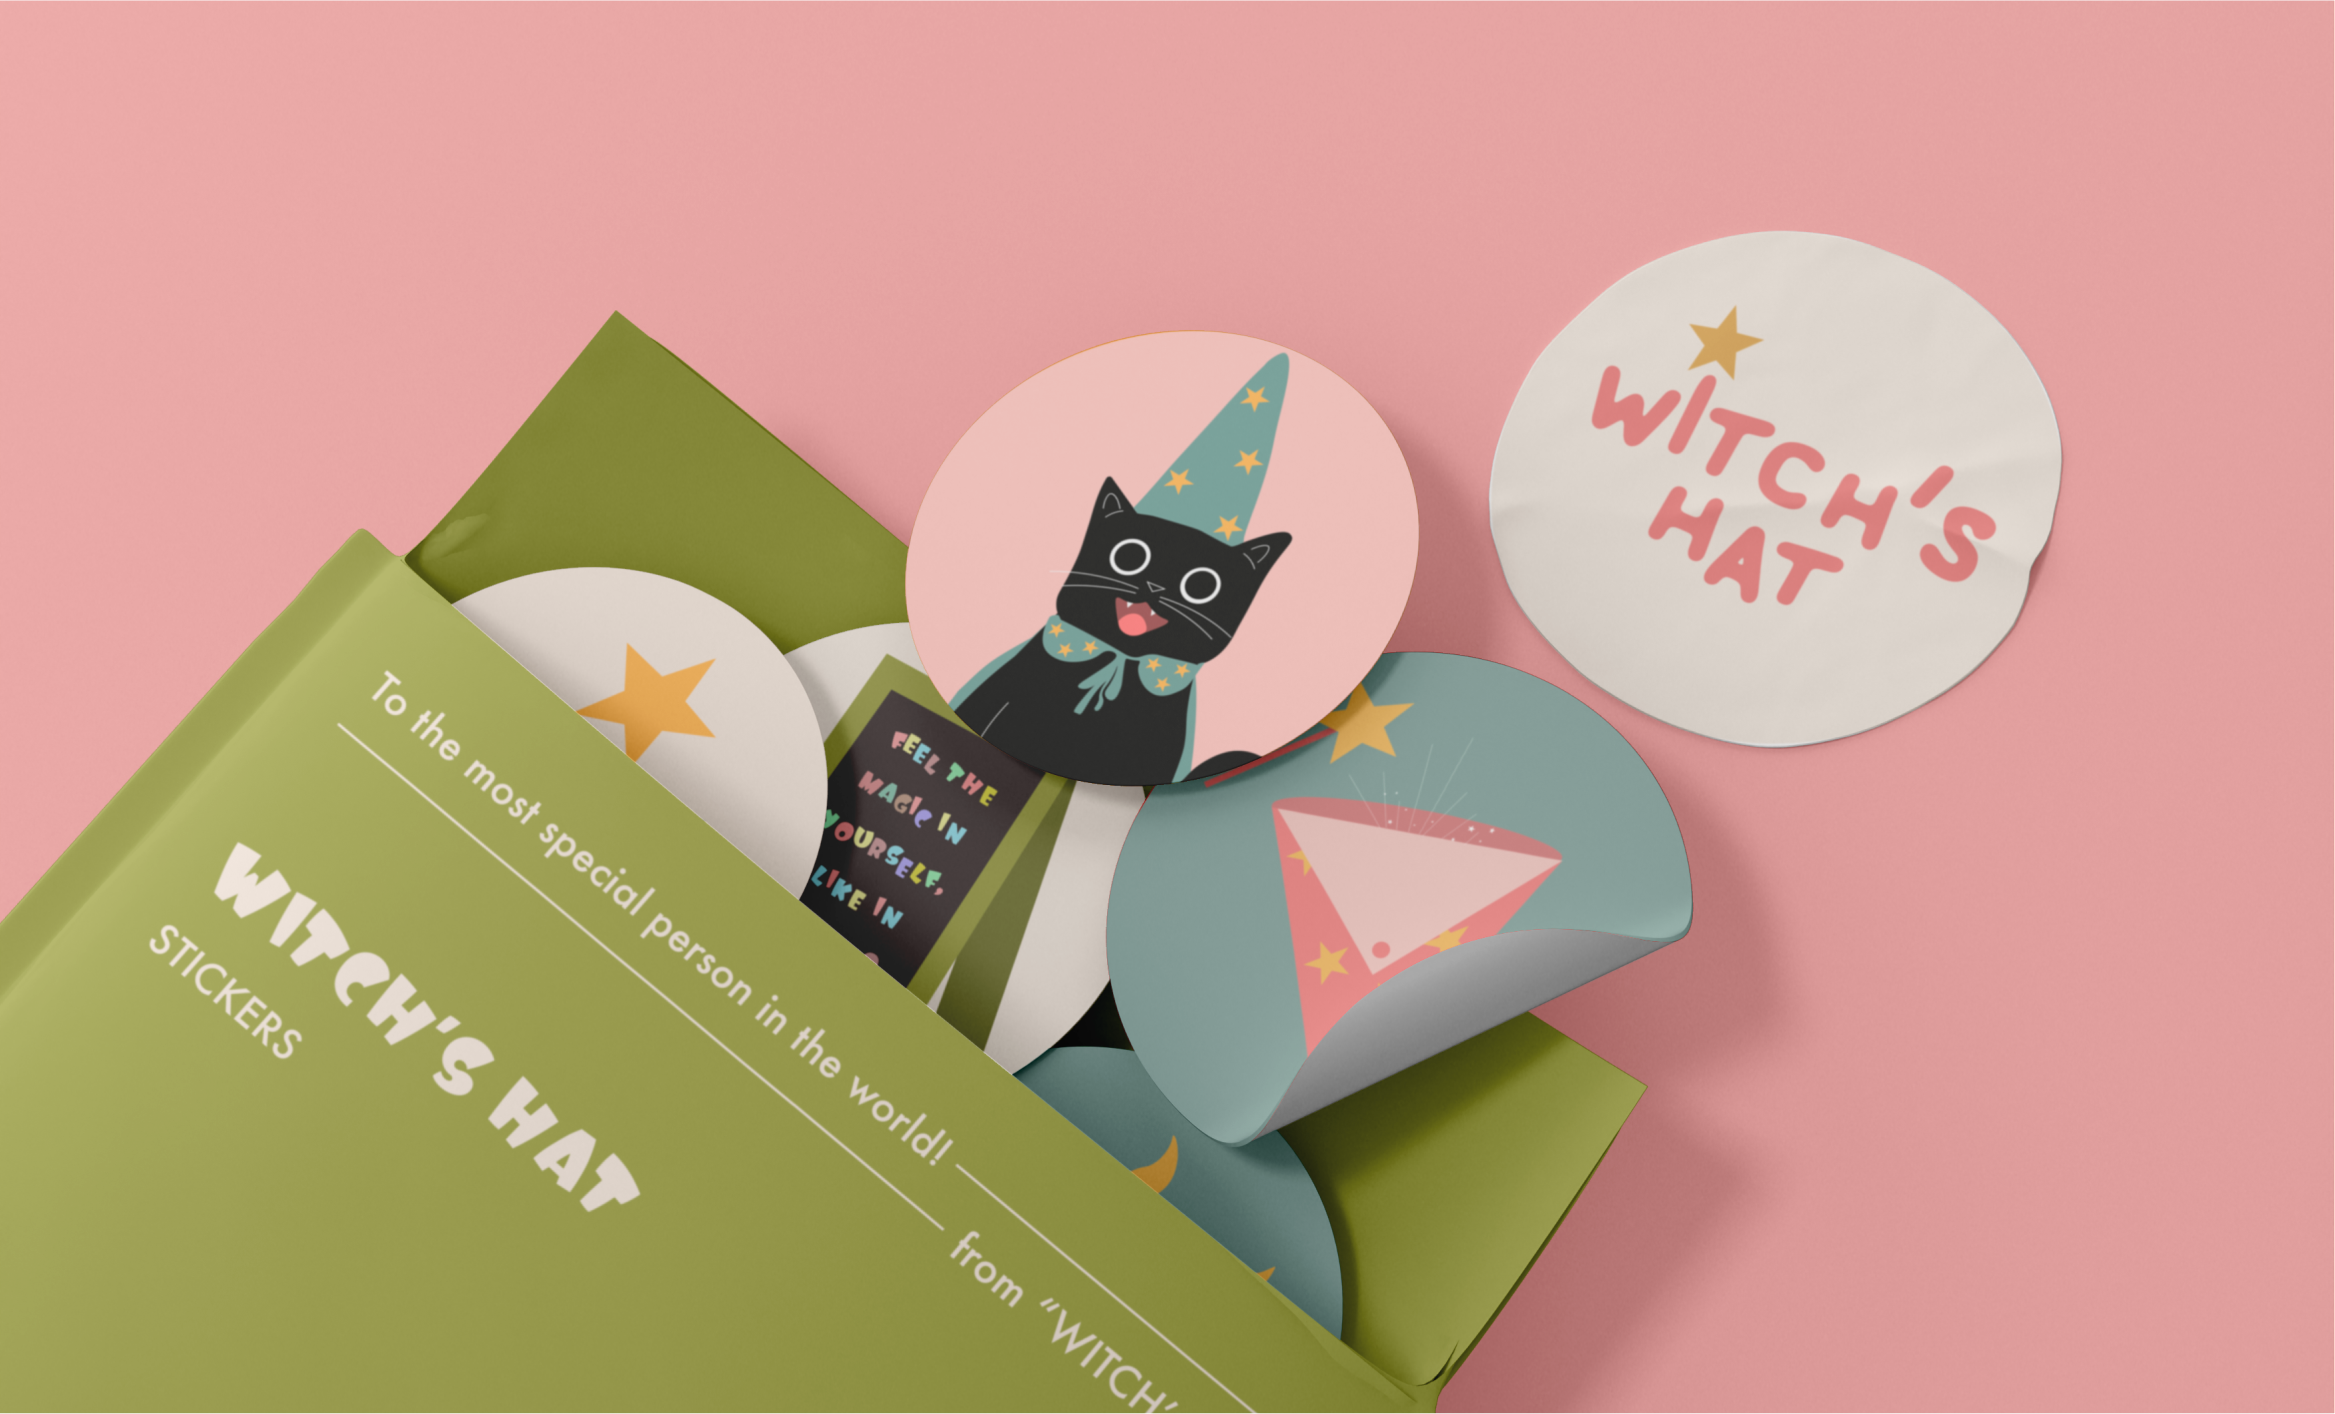 WITCH'S
HAT
FEEL THE
MAGIC IN
YOURSELF,
LIKE IN
To the most special person in the world!
WITCH'S HAT
STICKERS
from "WITCH'